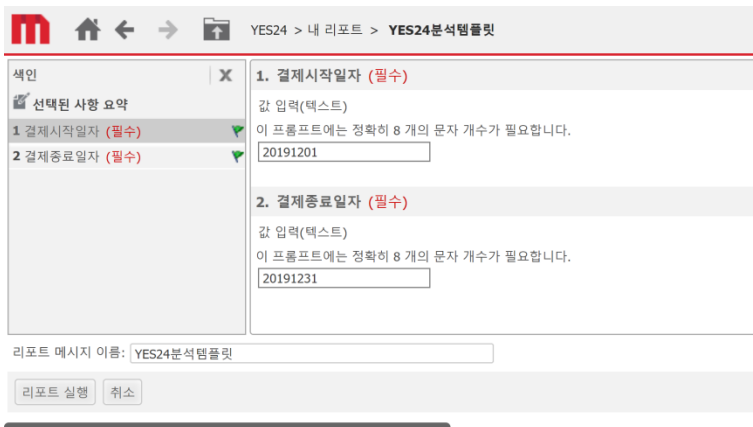 YES24 > 내 리포트 > YES24분석템플릿
색인
X
선택된 사항 요약
1 결제시작일자 (필수)
2 결제종료일자 (필수)
1. 결제시작일자 (필수)
값 입력(텍스트)
이 프롬프트에는 정확히 8 개의 문자 개수가 필요합니다.
20191201
2. 결제종료일자 (필수)
값 입력(텍스트)
이 프롬프트에는 정확히 8 개의 문자 개수가 필요합니다.
20191231
리포트 메시지 이름: YES24분석템플릿
리포트 실행 취소